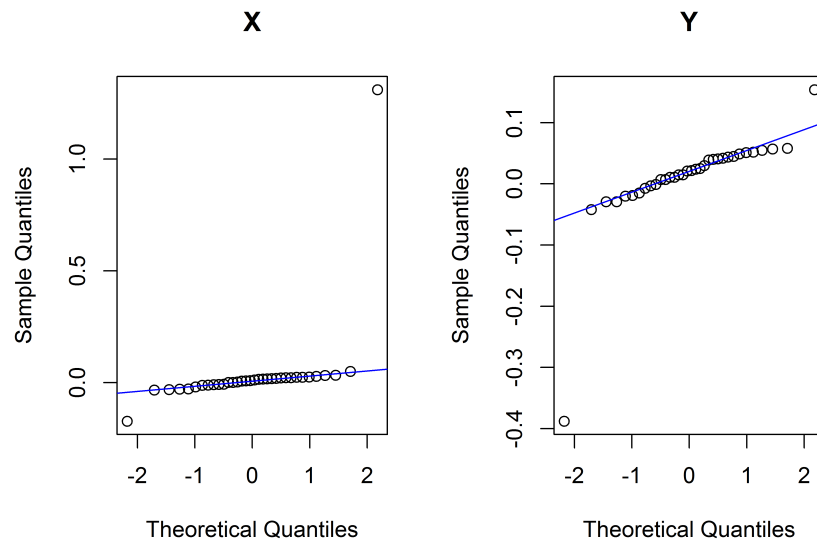 X
Sample Quantiles
1.0
0.5
0.0
-2 -1 0 1 2
Theoretical Quantiles
Y
Sample Quantiles
0.1
0.0
-0.1
-0.2
-0.3
-0.4
-2 -1 0 1 2
Theoretical Quantiles